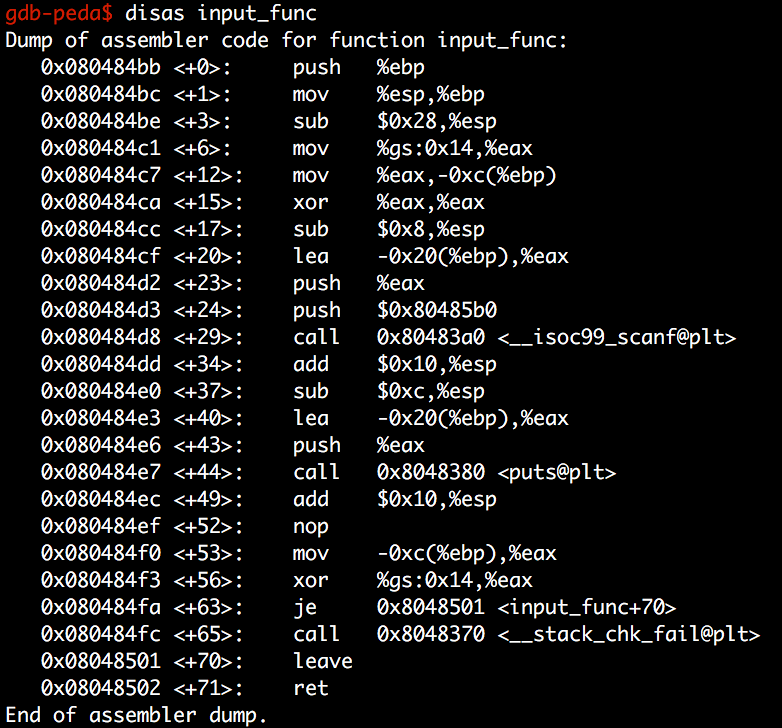 gdb-peda$ disas input_func
Dump of assembler code for function input_func:
   0x080484bb <+0>:     push   %ebp
   0x080484bc <+1>:     mov    %esp,%ebp
   0x080484be <+3>:     sub    $0x28,%esp
   0x080484c1 <+6>:     mov    %gs:0x14,%eax
   0x080484c7 <+12>:    mov    %eax,-0xc(%ebp)
   0x080484ca <+15>:    xor    %eax,%eax
   0x080484cc <+17>:    sub    $0x8,%esp
   0x080484cf <+20>:    lea    -0x20(%ebp),%eax
   0x080484d2 <+23>:    push   %eax
   0x080484d3 <+24>:    push   $0x80485b0
   0x080484d8 <+29>:    call   0x80483a0 <__isoc99_scanf@plt>
   0x080484dd <+34>:    add    $0x10,%esp
   0x080484e0 <+37>:    sub    $0xc,%esp
   0x080484e3 <+40>:    lea    -0x20(%ebp),%eax
   0x080484e6 <+43>:    push   %eax
   0x080484e7 <+44>:    call   0x8048380 <puts@plt>
   0x080484ec <+49>:    add    $0x10,%esp
   0x080484ef <+52>:    nop
   0x080484f0 <+53>:    mov    -0xc(%ebp),%eax
   0x080484f3 <+56>:    xor    %gs:0x14,%eax
   0x080484fa <+63>:    je     0x8048501 <input_func+70>
   0x080484fc <+65>:    call   0x8048370 <__stack_chk_fail@plt>
   0x08048501 <+70>:    leave
   0x08048502 <+71>:    ret
End of assembler dump.